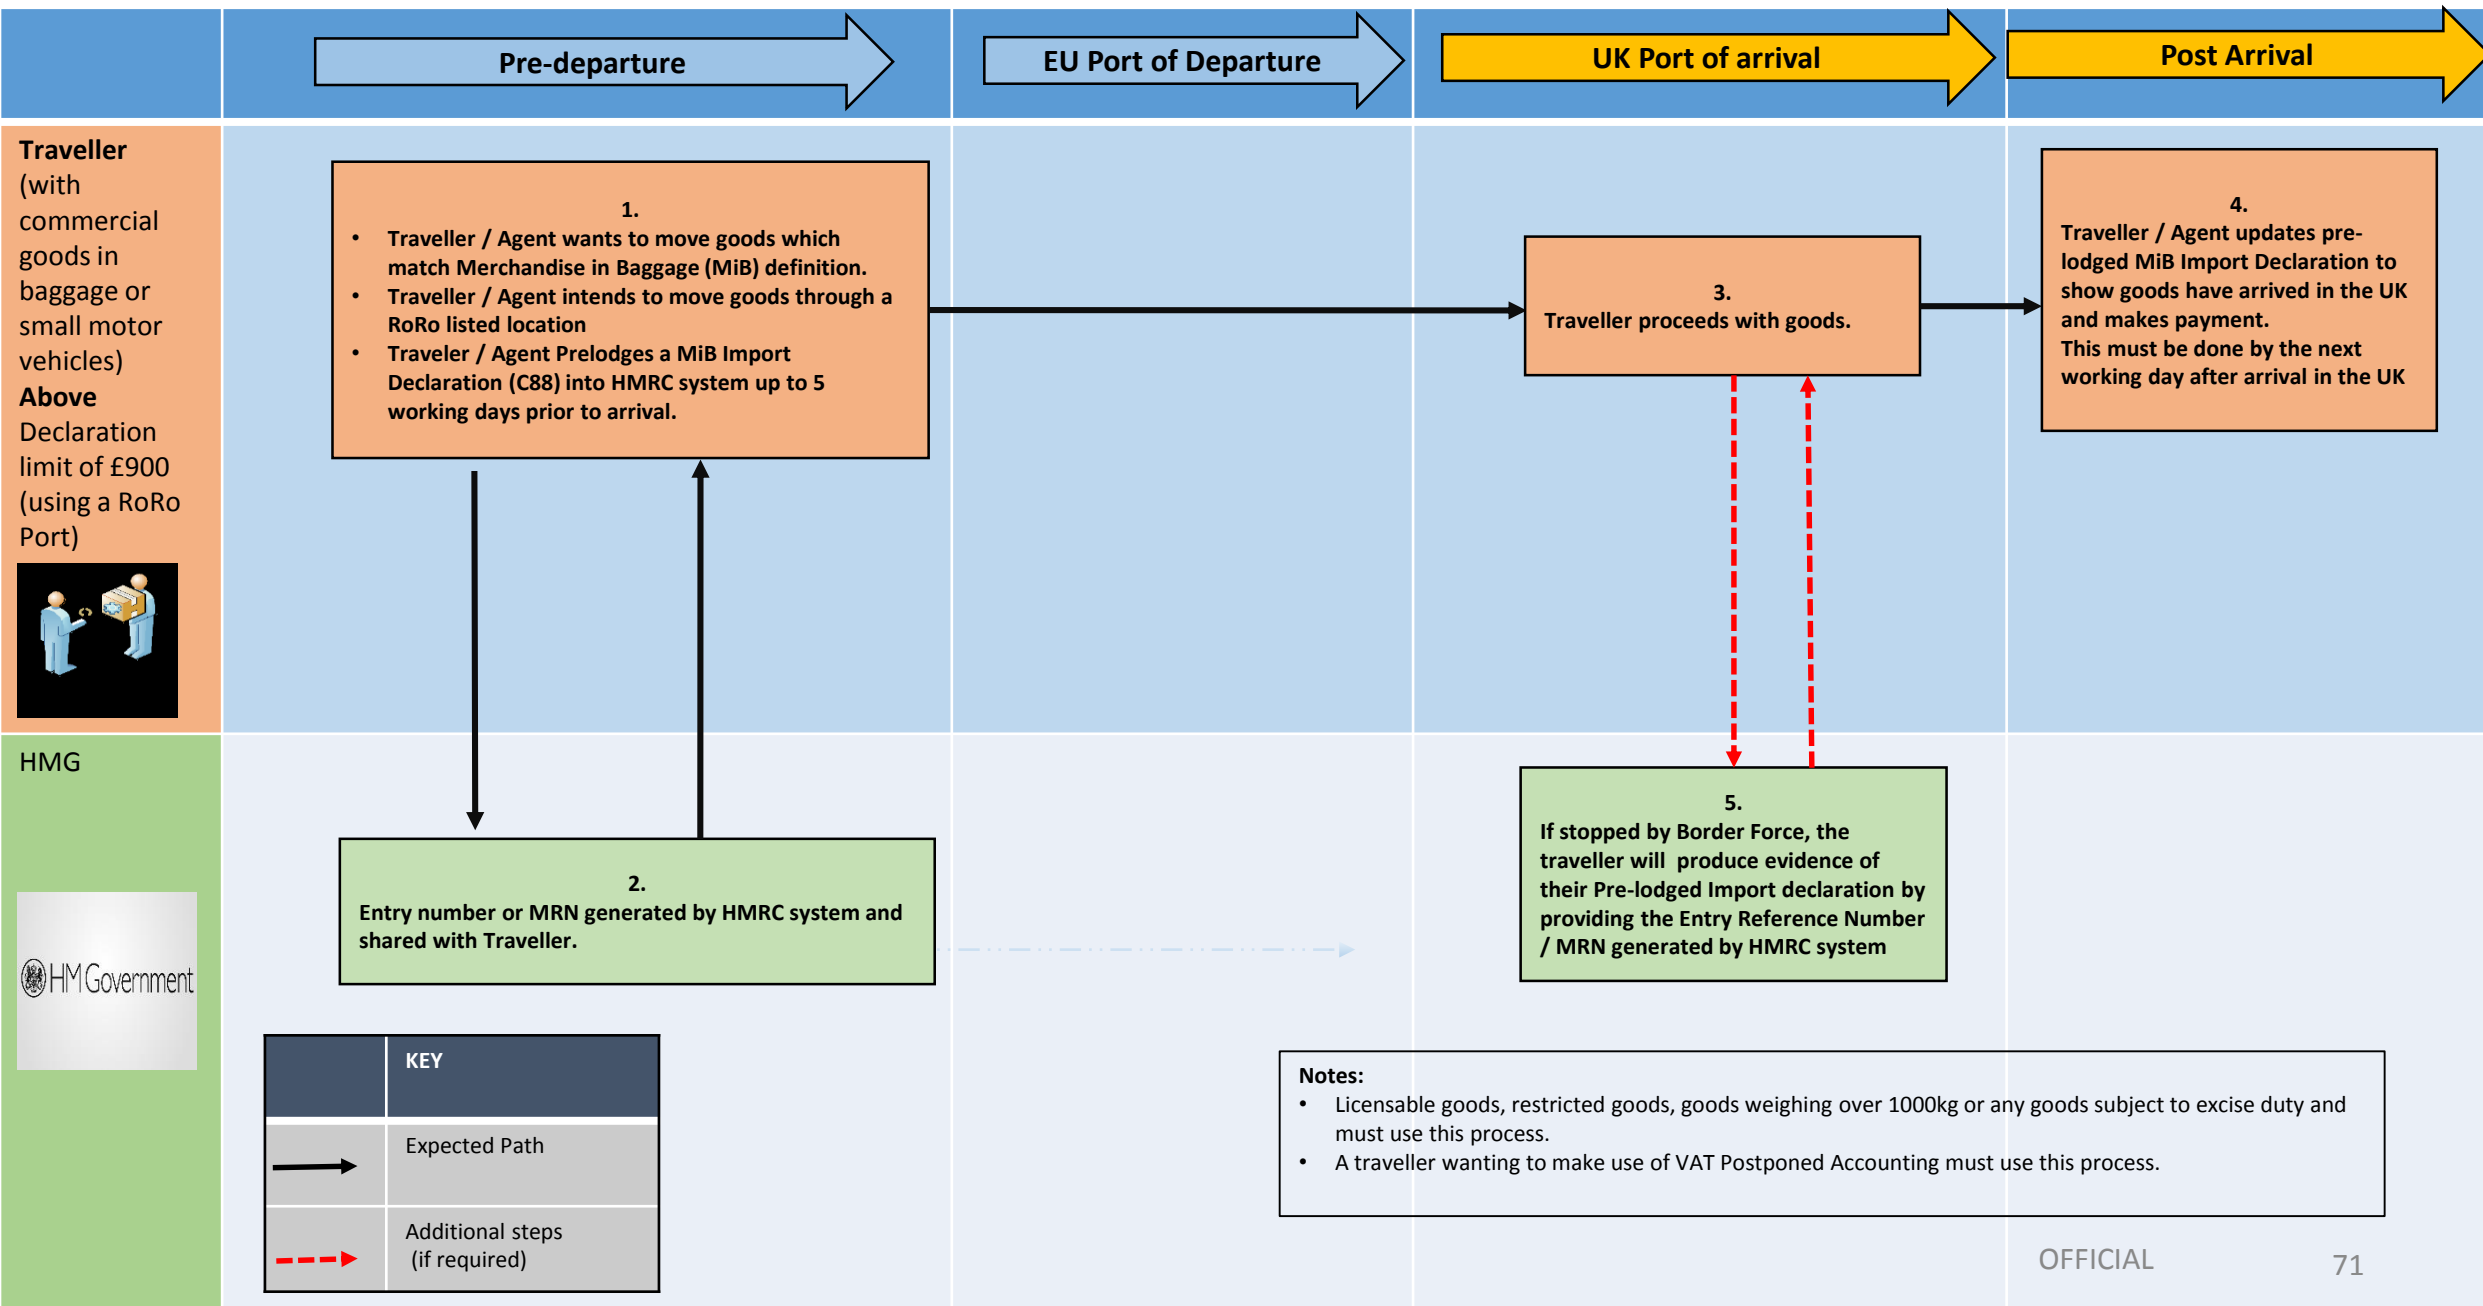 Pre-departure
EU Port of Departure
UK Port of arrival
Post Arrival
Traveller
(with
commercial
goods in
baggage or
small motor
vehicles)
Above
Declaration
limit of £900
(using a RoRo
Port)
1.
• Traveller / Agent wants to move goods which
match Merchandise in Baggage (MiB) definition.
• Traveller / Agent intends to move goods through a
RoRo listed location
• Traveler / Agent Prelodges a MiB Import
Declaration (C88) into HMRC system up to 5
working days prior to arrival.
3.
Traveller proceeds with goods.
4.
Traveller / Agent updates pre-
lodged MiB Import Declaration to
show goods have arrived in the UK
and makes payment.
This must be done by the next
working day after arrival in the UK
HMG
HM Government
2.
Entry number or MRN generated by HMRC system and
shared with Traveller.
5.
If stopped by Border Force, the
traveller will  produce evidence of
their Pre-lodged Import declaration by
providing the Entry Reference Number
/ MRN generated by HMRC system
KEY
Expected Path
Additional steps
(if required)
Notes:
• Licensable goods, restricted goods, goods weighing over 1000kg or any goods subject to excise duty and
must use this process.
• A traveller wanting to make use of VAT Postponed Accounting must use this process.
OFFICIAL
71